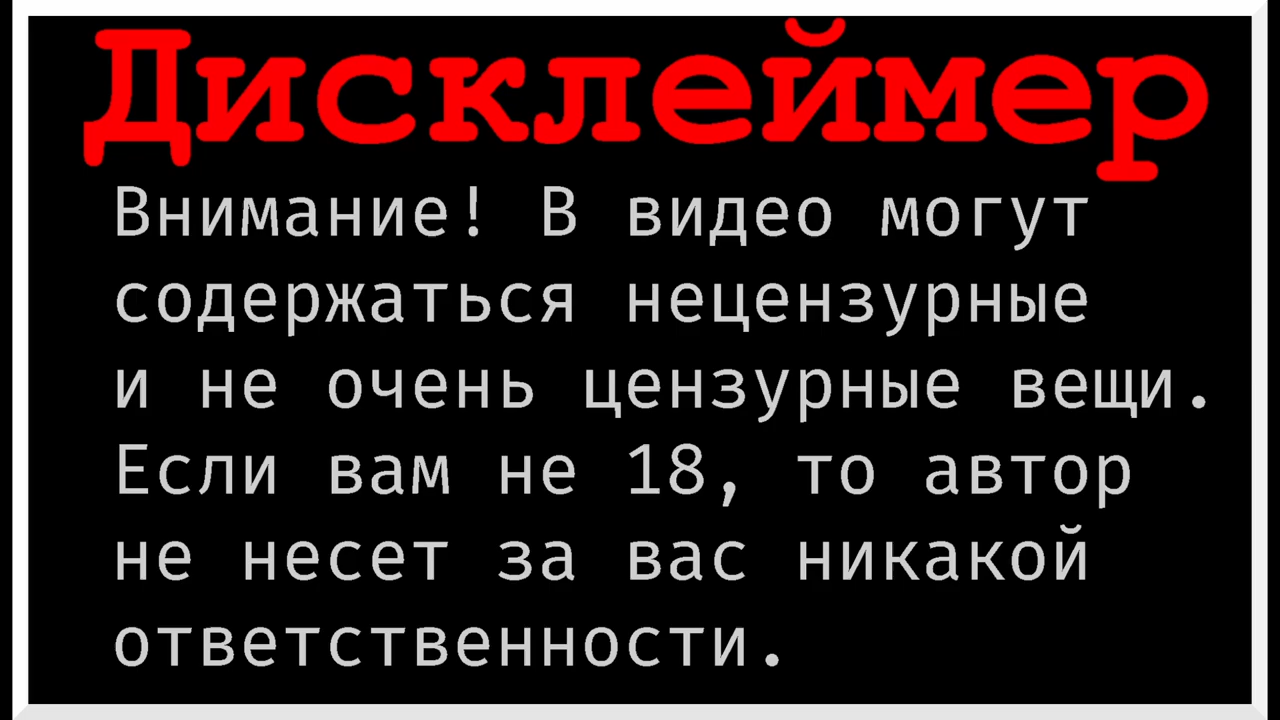 Дисклеймер
Внимание! В видео могут
содержаться нецензурные
и не очень цензурные вещи.
Если вам не 18, то автор
не несет за вас никакой
ответственности.